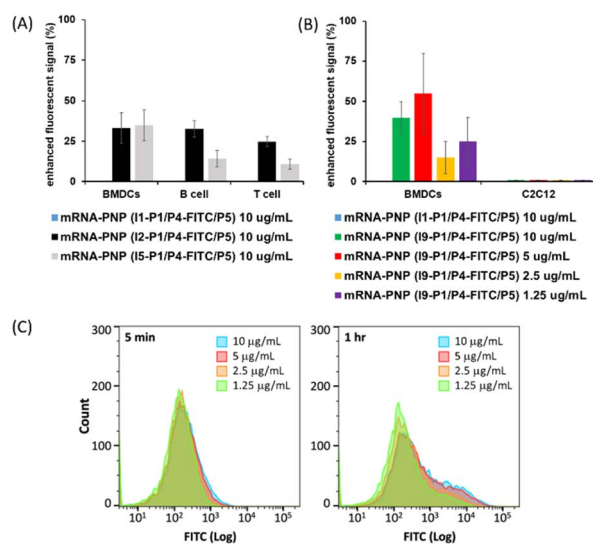 (A)
enhanced fluorescent signal (%)
100
75
50
25
0
BMDCs B cell T cell
mRNA-PNP (I1-P1/P4-FITC/P5) 10 ug/mL
mRNA-PNP (I2-P1/P4-FITC/P5) 10 ug/mL
mRNA-PNP (I5-P1/P4-FITC/P5) 10 ug/mL
(B)
enhanced fluorescent signal (%)
100
75
50
25
0
BMDCs C2C12
mRNA-PNP (I1-P1/P4-FITC/P5) 10 ug/mL
mRNA-PNP (I9-P1/P4-FITC/P5) 10 ug/mL
mRNA-PNP (I9-P1/P4-FITC/P5) 5 ug/mL
mRNA-PNP (I9-P1/P4-FITC/P5) 2.5 ug/mL
mRNA-PNP (I9-P1/P4-FITC/P5) 1.25 ug/mL
(C)
Count
300
200
100
0
5 min
10 µg/mL
5 µg/mL
2.5 µg/mL
1.25 µg/mL
10¹ 10² 10³ 10⁴ 10⁵
FITC (Log)
300
200
100
0
1 hr
10 µg/mL
5 µg/mL
2.5 µg/mL
1.25 µg/mL
10¹ 10² 10³ 10⁴ 10⁵
FITC (Log)